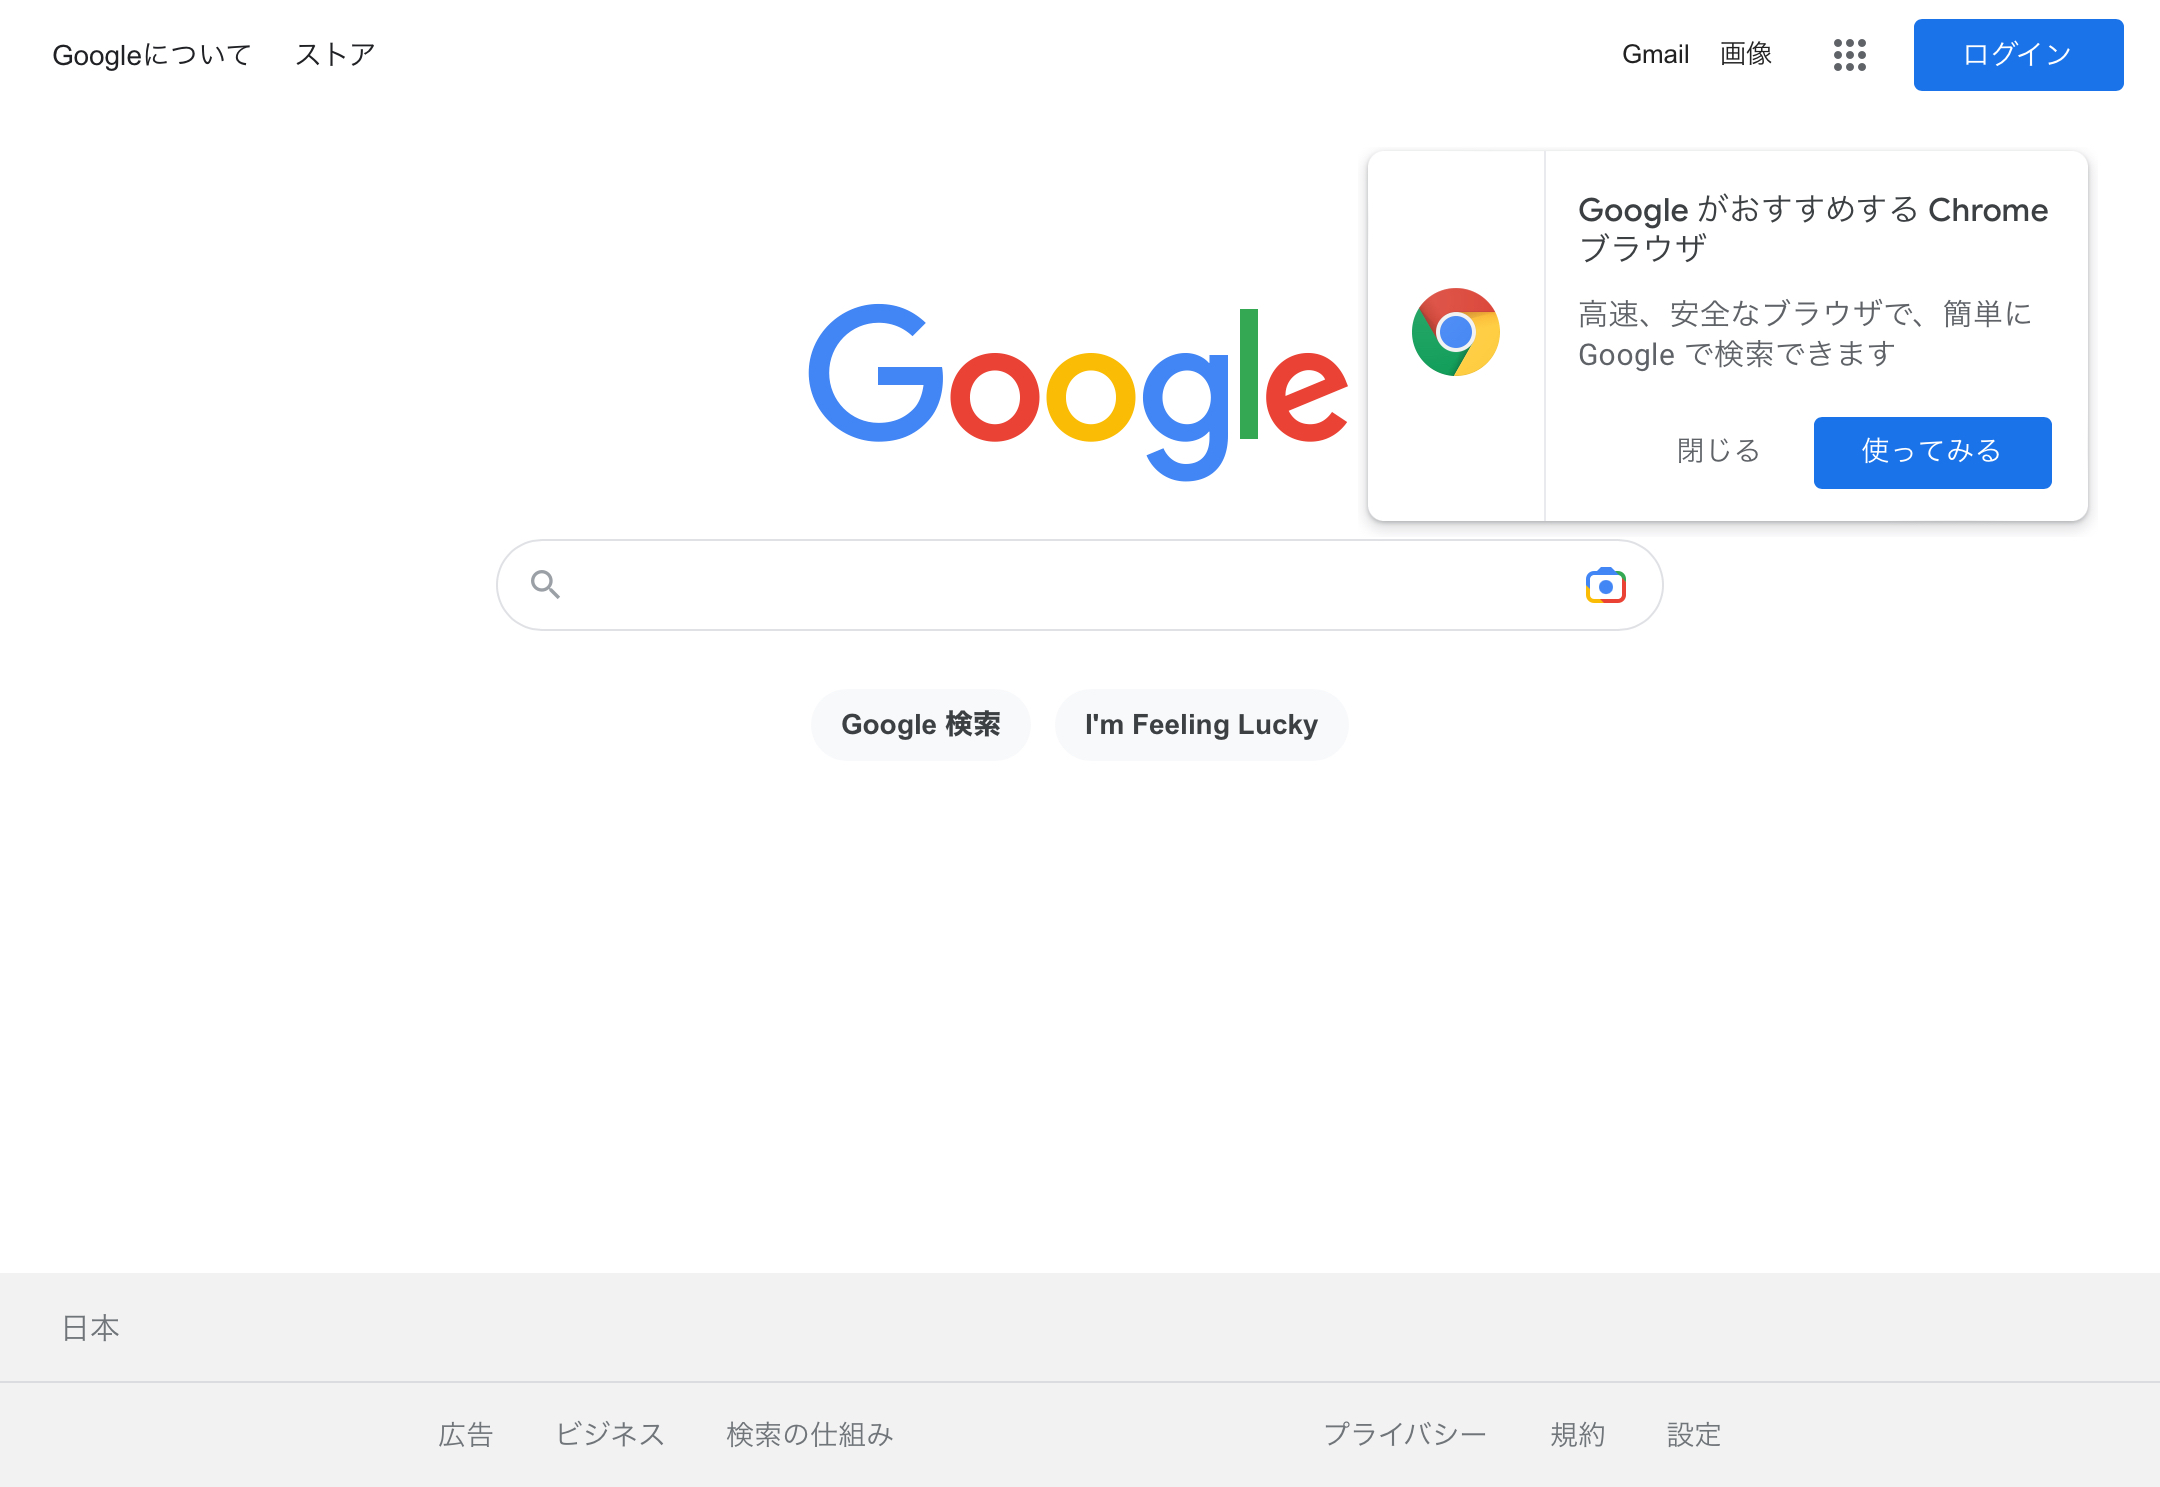 Googleについて ストア
Gmail 画像 ログイン
Google がおすすめする Chrome
ブラウザ
高速、安全なブラウザで、簡単に
Google で検索できます
閉じる 使ってみる
Google
Google 検索 I'm Feeling Lucky
日本
広告 ビジネス 検索の仕組み プライバシー 規約 設定